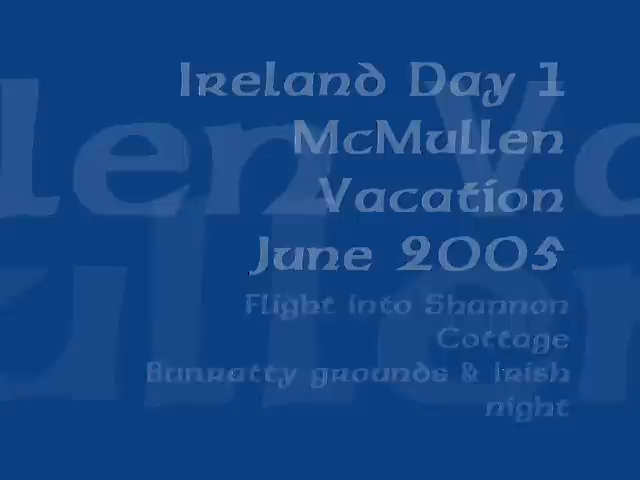 Ireland Day 1
McMullen
Vacation
June 2005
Flight into Shannon
Cottage
Bunratty grounds & Irish
night